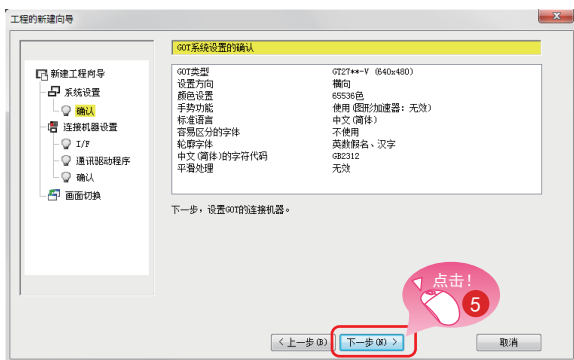 工程的新建向导
新建工程向导
系统设置
确认
连接机器设置
I/F
通讯驱动程序
确认
画面切换
GOT系统设置的确认
GOT类型 GT27**-V (640x480)
设置方向 横向
颜色设置 65536色
手势功能 使用(图形加速器: 无效)
标准语言 中文(简体)
容易区分的字体 不使用
轮廓字体 英数假名、汉字
中文(简体)的字符代码 GB2312
平滑处理 无效
下一步，设置GOT的连接机器。
点击!
5
<上一步(B) 下一步(N)> 取消